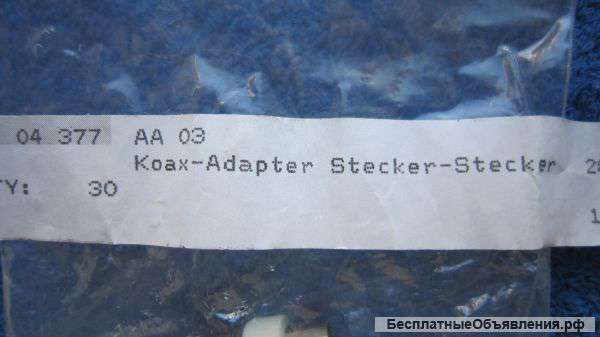 04 377 AA 03
Koax-Adapter Stecker-Stecker
TY: 30
БесплатныеОбъявления.рф